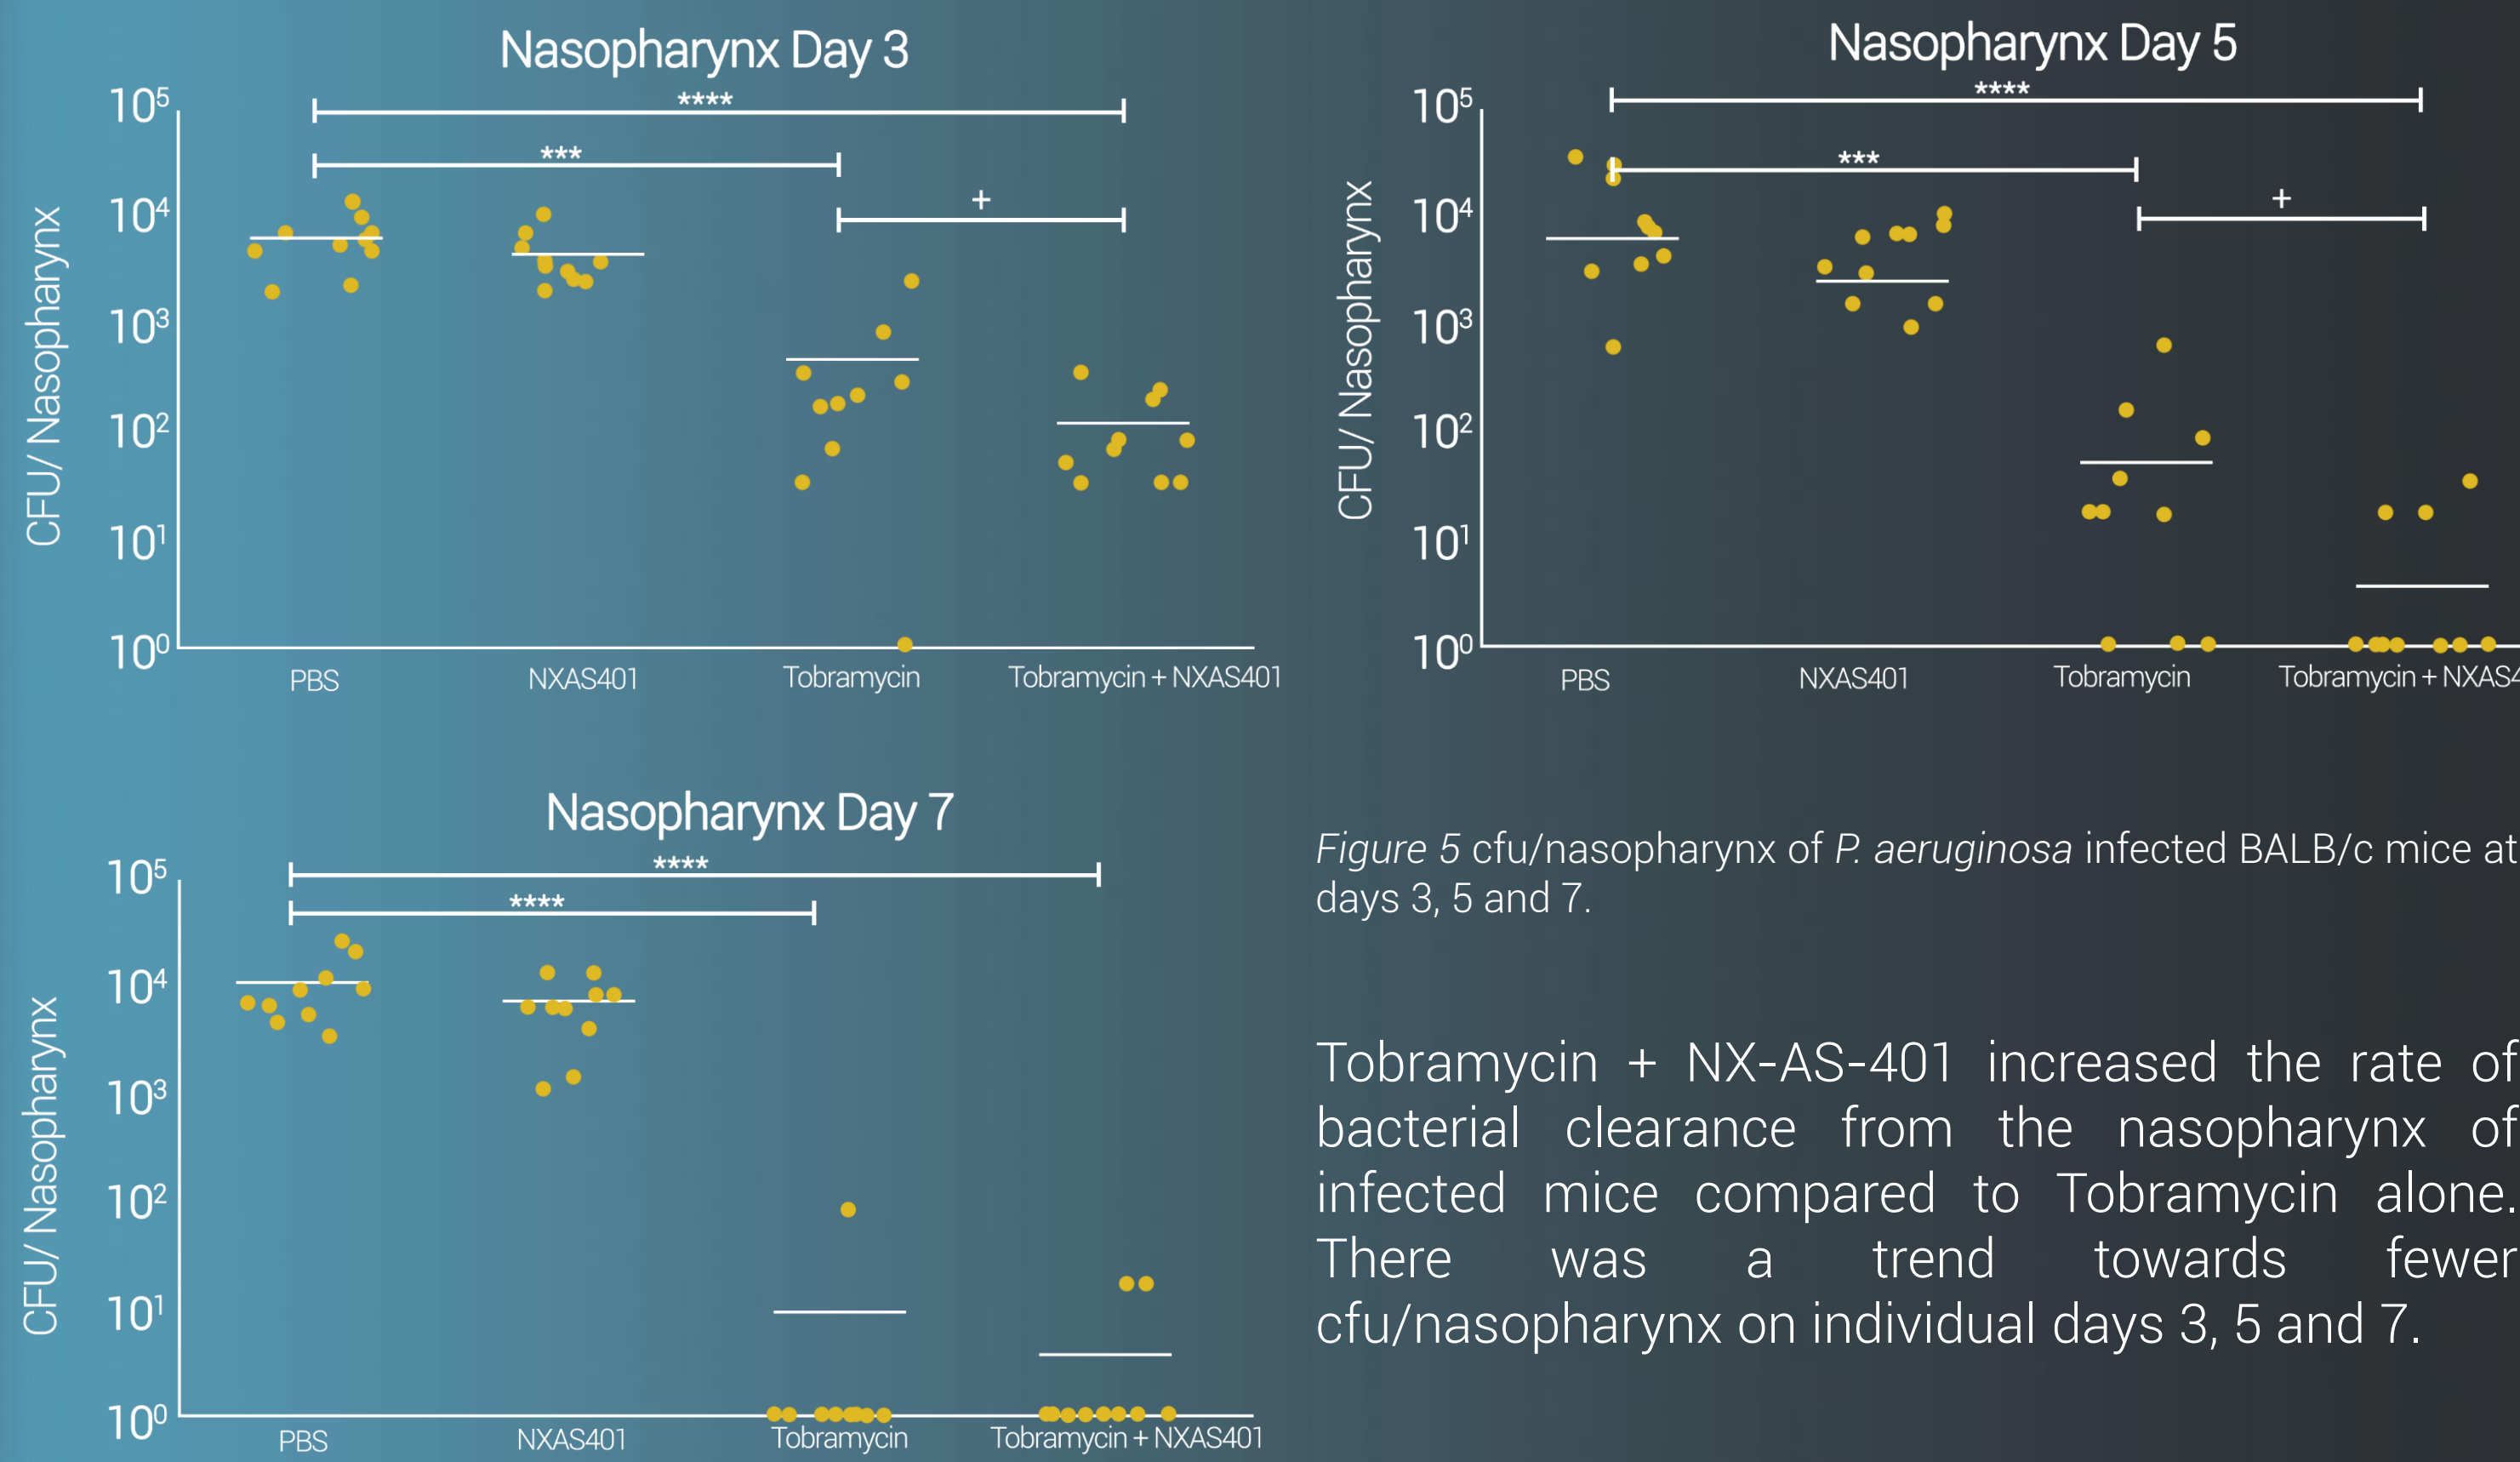 Nasopharynx Day 3
****
***
+
CFU/ Nasopharynx
10⁵
10⁴
10³
10²
10¹
10⁰
PBS NXAS401 Tobramycin Tobramycin + NXAS401
Nasopharynx Day 5
****
***
+
CFU/ Nasopharynx
10⁵
10⁴
10³
10²
10¹
10⁰
PBS NXAS401 Tobramycin Tobramycin + NXAS4
Nasopharynx Day 7
****
****
CFU/ Nasopharynx
10⁵
10⁴
10³
10²
10¹
10⁰
PBS NXAS401 Tobramycin Tobramycin + NXAS401
Figure 5 cfu/nasopharynx of P. aeruginosa infected BALB/c mice at
days 3, 5 and 7.
Tobramycin + NX-AS-401 increased the rate of
bacterial clearance from the nasopharynx of
infected mice compared to Tobramycin alone.
There was a trend towards fewer
cfu/nasopharynx on individual days 3, 5 and 7.